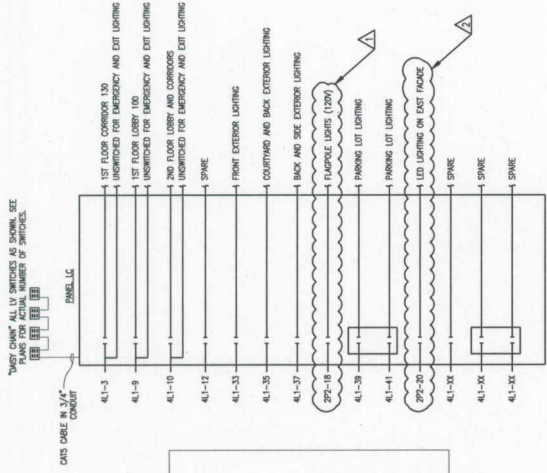 "DAISY CHAIN" ALL LV SWITCHES AS SHOWN. SEE
PLANS FOR ACTUAL NUMBER OF SWITCHES.
CAT5 CABLE IN 3/4"
CONDUIT
PANEL LC
4L1-3
1ST FLOOR CORRIDOR 130
UNSWITCHED FOR EMERGENCY AND EXIT LIGHTING
4L1-9
1ST FLOOR LOBBY 100
UNSWITCHED FOR EMERGENCY AND EXIT LIGHTING
4L1-10
2ND FLOOR LOBBY AND CORRIDORS
UNSWITCHED FOR EMERGENCY AND EXIT LIGHTING
4L1-12
SPARE
4L1-33
FRONT EXTERIOR LIGHTING
4L1-35
COURTYARD AND BACK EXTERIOR LIGHTING
4L1-37
BACK AND SIDE EXTERIOR LIGHTING
2P2-18
FLAGPOLE LIGHTS (120V)
1
4L1-39
PARKING LOT LIGHTING
4L1-41
PARKING LOT LIGHTING
2P2-20
LED LIGHTING ON EAST FACADE
2
4L1-XX
SPARE
4L1-XX
SPARE
4L1-XX
SPARE